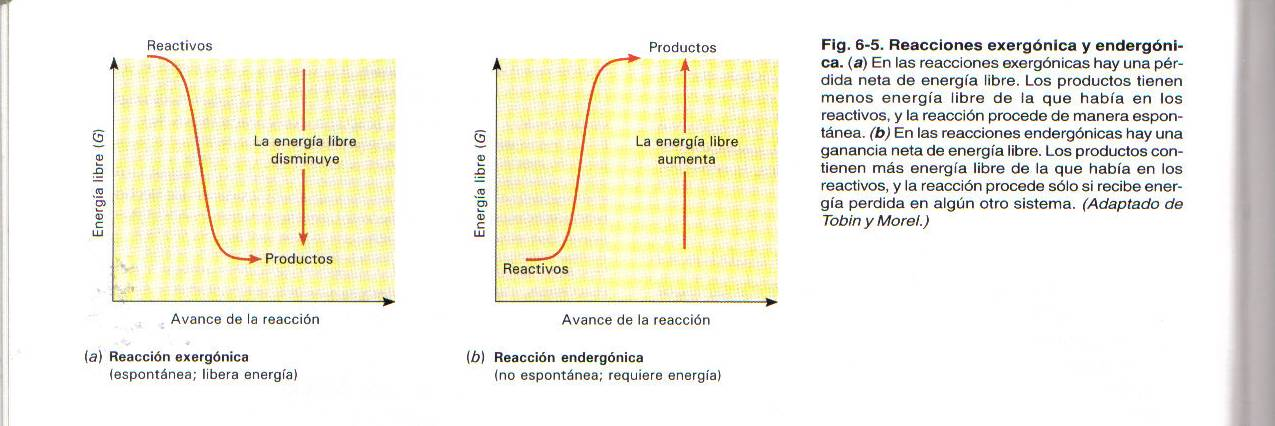 Reactivos
Energía libre (G)
La energía libre
disminuye
Productos
Avance de la reacción
(a) Reacción exergónica
(espontánea; libera energía)
Productos
Energía libre (G)
La energía libre
aumenta
Reactivos
Avance de la reacción
(b) Reacción endergónica
(no espontánea; requiere energía)
Fig. 6-5. Reacciones exergónica y endergóni-
ca. (a) En las reacciones exergónicas hay una pér-
dida neta de energía libre. Los productos tienen
menos energía libre de la que había en los
reactivos, y la reacción procede de manera espon-
tánea. (b) En las reacciones endergónicas hay una
ganancia neta de energía libre. Los productos con-
tienen más energía libre de la que había en los
reactivos, y la reacción procede sólo si recibe ener-
gía perdida en algún otro sistema. (Adaptado de
Tobin y Morel.)